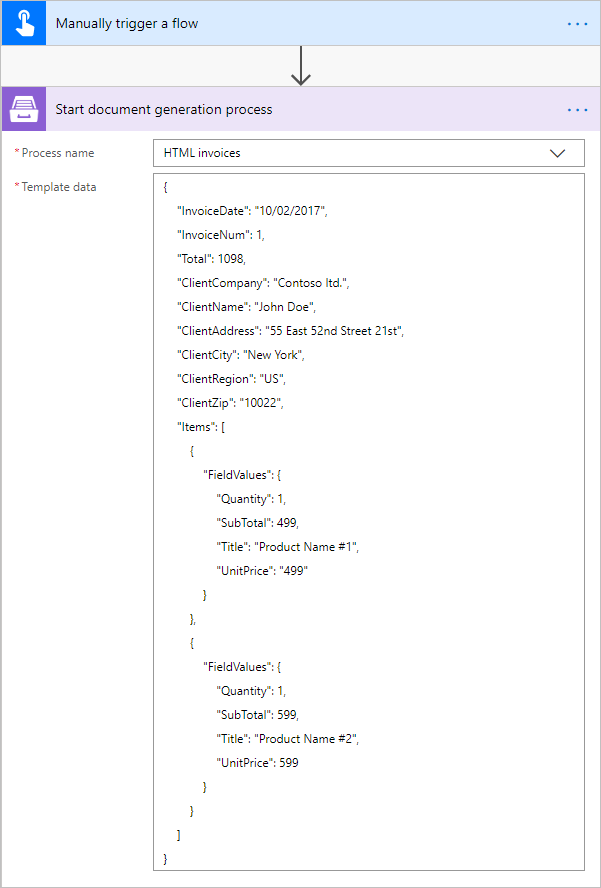 Manually trigger a flow
Start document generation process
*Process name
HTML invoices
*Template data
{
"InvoiceDate": "10/02/2017",
"InvoiceNum": 1,
"Total": 1098,
"ClientCompany": "Contoso ltd.",
"ClientName": "John Doe",
"ClientAddress": "55 East 52nd Street 21st",
"ClientCity": "New York",
"ClientRegion": "US",
"ClientZip": "10022",
"Items": [
{
"FieldValues": {
"Quantity": 1,
"SubTotal": 499,
"Title": "Product Name #1",
"UnitPrice": "499"
}
},
{
"FieldValues": {
"Quantity": 1,
"SubTotal": 599,
"Title": "Product Name #2",
"UnitPrice": 599
}
}
]
}